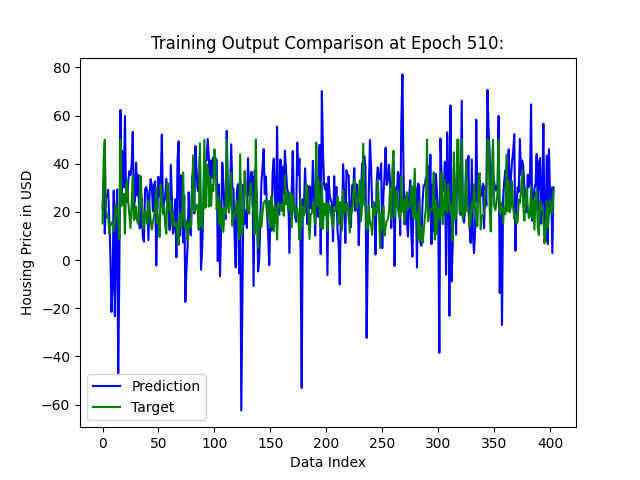 Training Output Comparison at Epoch 510:
80
60
40
20
0
−20
−40
−60
Housing Price in USD
Prediction
Target
0 50 100 150 200 250 300 350 400
Data Index